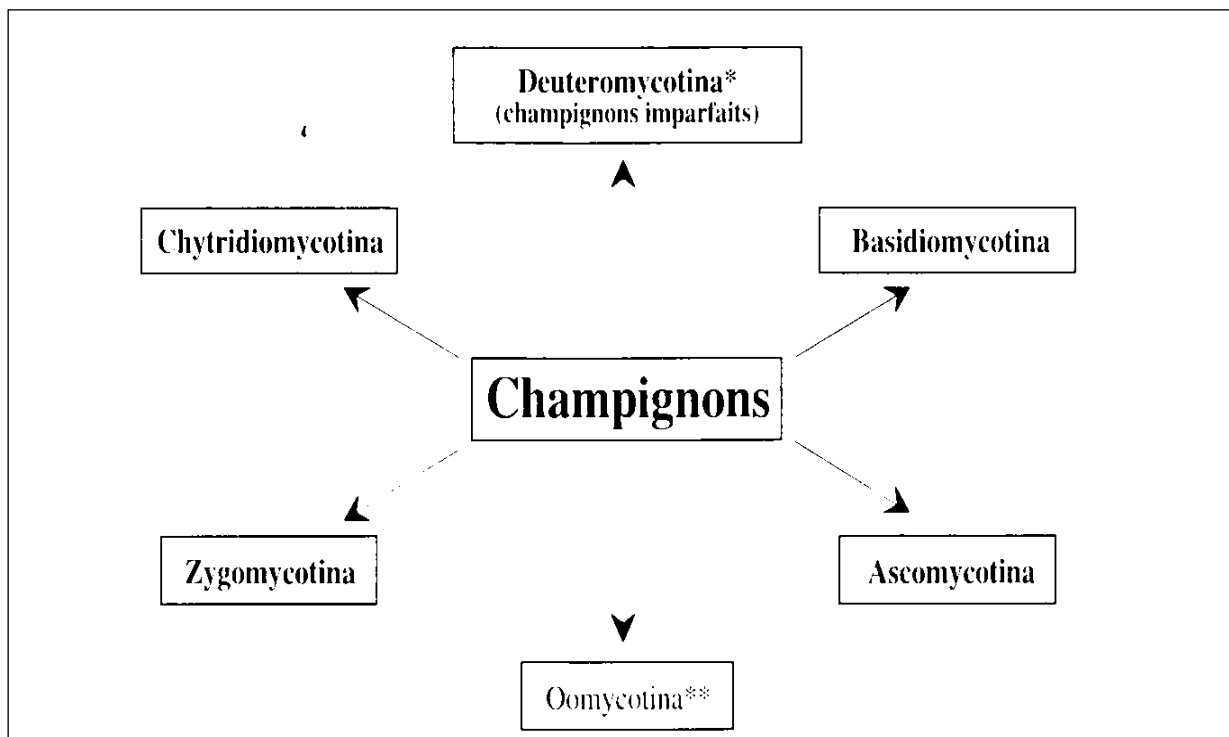 Deuteromycotina*
(champignons imparfaits)
Chytridiomycotina
Basidiomycotina
Champignons
Zygomycotina
Ascomycotina
Oomycotina**